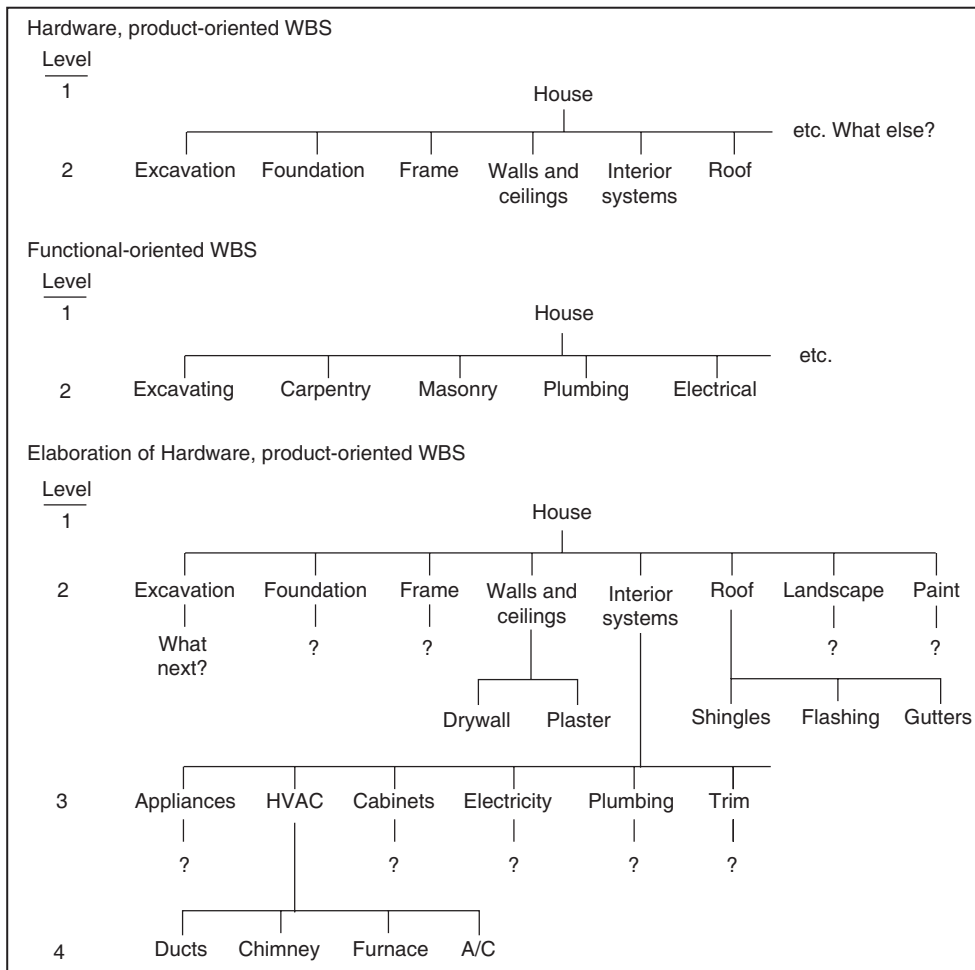 Hardware, product-oriented WBS
Level
1
House
etc. What else?
2 Excavation Foundation Frame Walls and ceilings Interior systems Roof
Functional-oriented WBS
Level
1
House
etc.
2 Excavating Carpentry Masonry Plumbing Electrical
Elaboration of Hardware, product-oriented WBS
Level
1
House
2 Excavation Foundation Frame Walls and ceilings Interior systems Roof Landscape Paint
What next? ? ? ? ?
Drywall Plaster Shingles Flashing Gutters
3 Appliances HVAC Cabinets Electricity Plumbing Trim
? ? ? ? ?
4 Ducts Chimney Furnace A/C